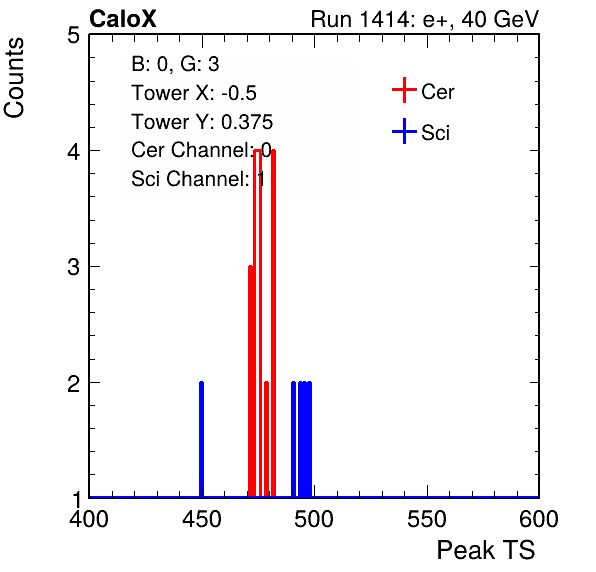 CaloX Run 1414: e+, 40 GeV
Counts
B: 0, G: 3
Tower X: -0.5
Tower Y: 0.375
Cer Channel: 0
Sci Channel: 1
Cer
Sci
5
4
3
2
1
400 450 500 550 600
Peak TS